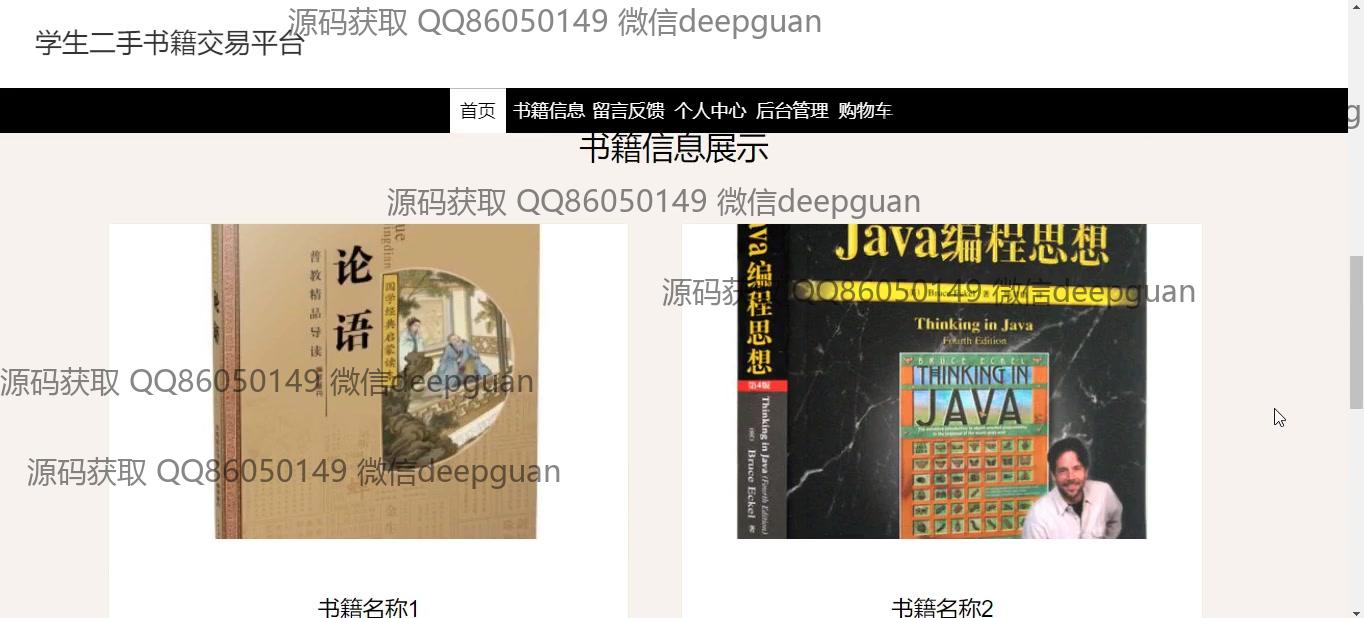 源码获取 QQ86050149 微信deepguan
学生二手书籍交易平台
首页 书籍信息 留言反馈 个人中心 后台管理 购物车
g
书籍信息展示
源码获取 QQ86050149 微信deepguan
论语
普教精品导读
国学经典启蒙读
Java编程思想
va编程思想
第4版
Thinking in Java (Fourth Edition)
Bruce Eckel
源码获取 QQ86050149 微信deepguan
Bruce Eckel
Thinking in Java
Fourth Edition
BRUCE ECKEL
THINKING IN
JAVA
源码获取 QQ86050149 微信deepguan
源码获取 QQ86050149 微信deepguan
书籍名称1
书籍名称2